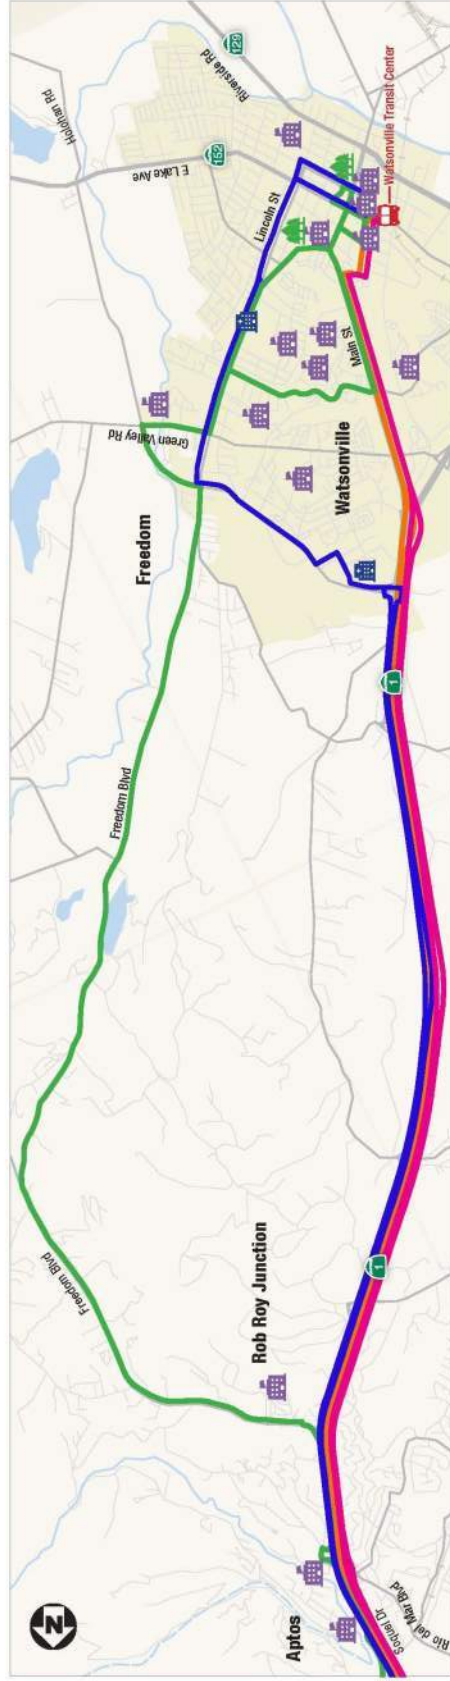 N
Aptos
Soquel Dr
Rio del Mar Blvd
Rob Roy Junction
1
Freedom Blvd
Freedom Blvd
1
Freedom
Green Valley Rd
Watsonville
Main St
Lincoln St
Holohan Rd
E Lake Ave
152
Riverside Rd
129
Watsonville Transit Center